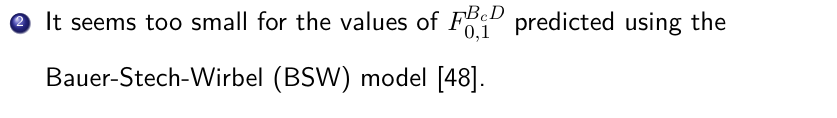 2 It seems too small for the values of $F_{0,1}^{B_cD}$ predicted using the
Bauer-Stech-Wirbel (BSW) model [48].